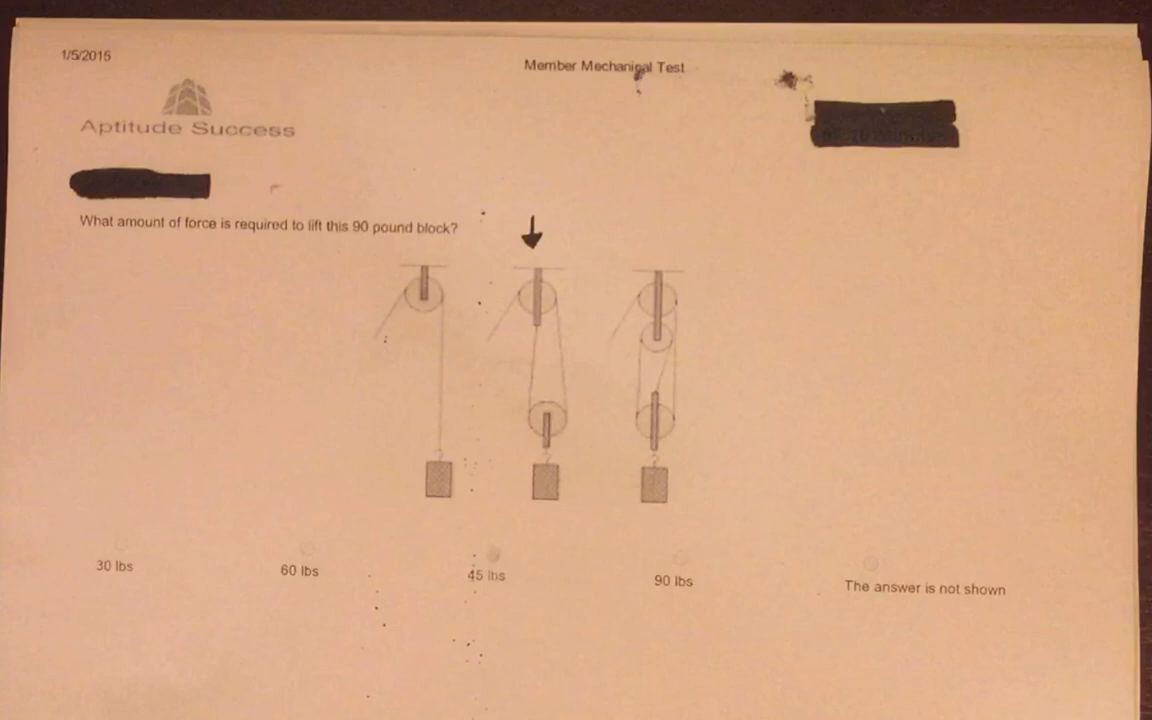 1/5/2015
Member Mechanical Test
Aptitude Success
What amount of force is required to lift this 90 pound block?
30 lbs
60 lbs
45 lbs
90 lbs
The answer is not shown